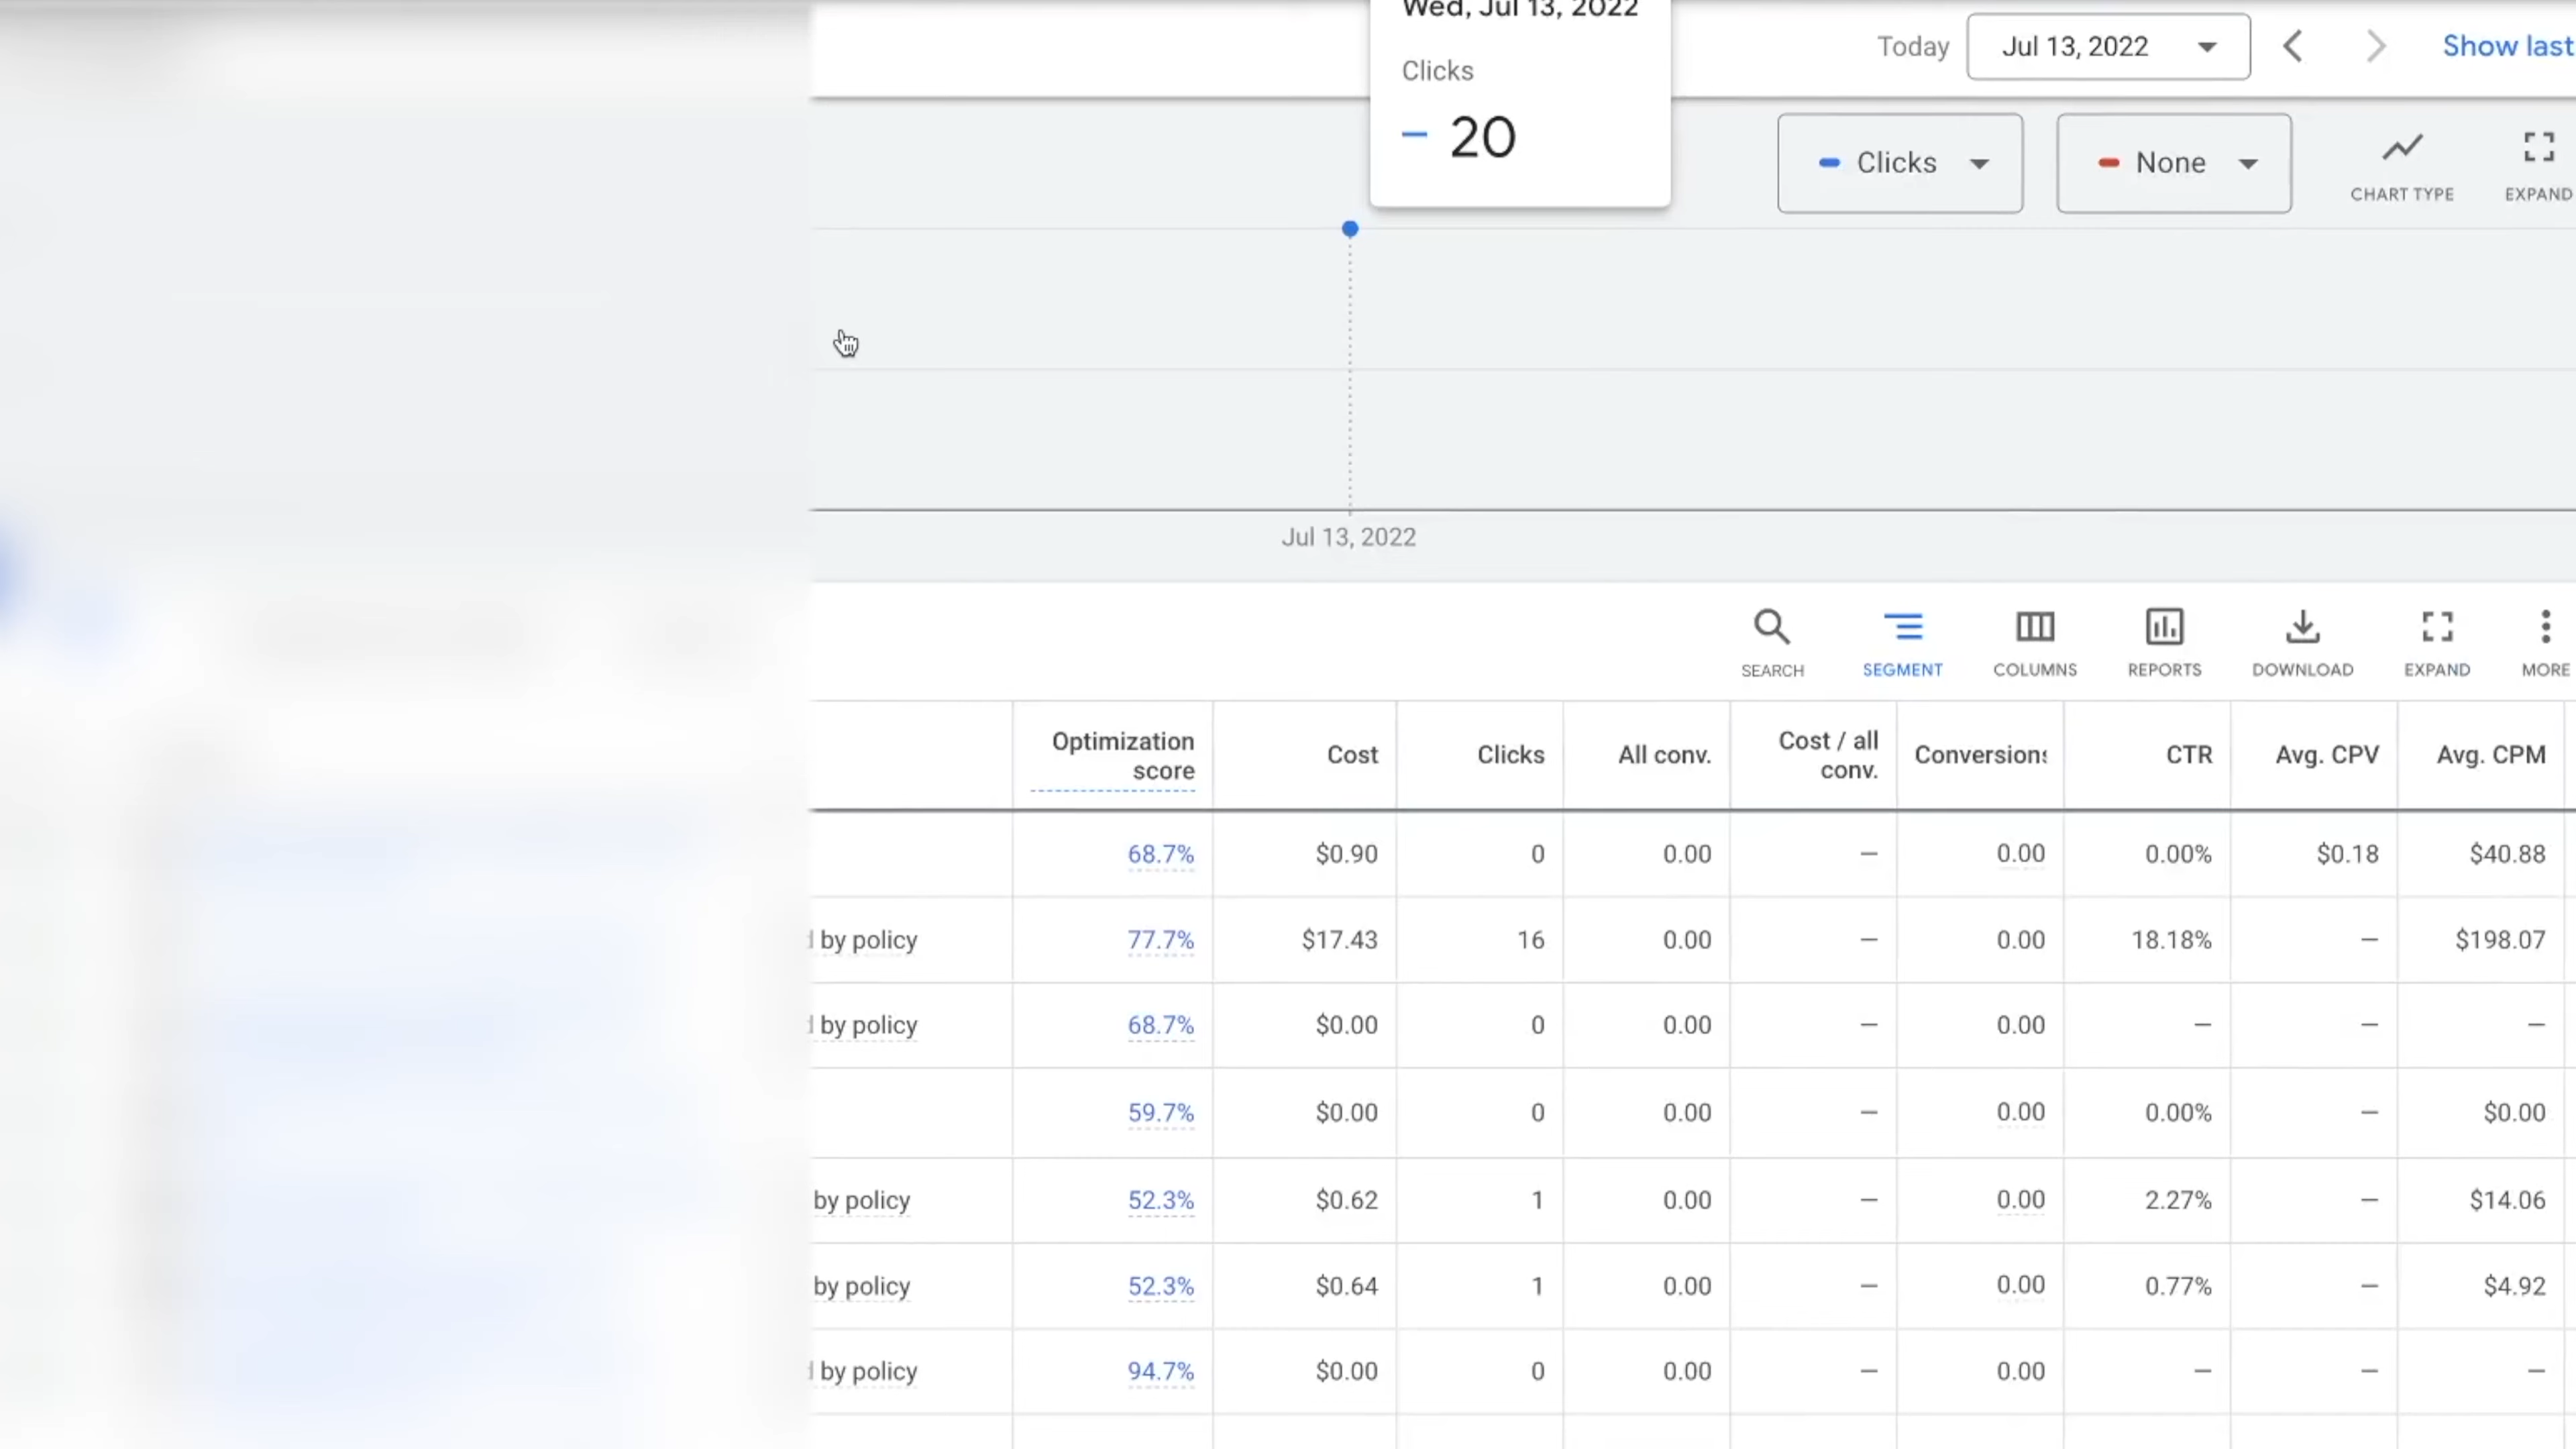 Wed, Jul 13, 2022
Today Jul 13, 2022 Show last
Clicks
– 20
Clicks None CHART TYPE EXPAND
Jul 13, 2022
SEARCH SEGMENT COLUMNS REPORTS DOWNLOAD EXPAND MORE
Optimization score Cost Clicks All conv. Cost / all conv. Conversions CTR Avg. CPV Avg. CPM
68.7% $0.90 0 0.00 — 0.00 0.00% $0.18 $40.88
by policy 77.7% $17.43 16 0.00 — 0.00 18.18% — $198.07
by policy 68.7% $0.00 0 0.00 — 0.00 — — —
59.7% $0.00 0 0.00 — 0.00 0.00% — $0.00
by policy 52.3% $0.62 1 0.00 — 0.00 2.27% — $14.06
by policy 52.3% $0.64 1 0.00 — 0.00 0.77% — $4.92
by policy 94.7% $0.00 0 0.00 — 0.00 — — —